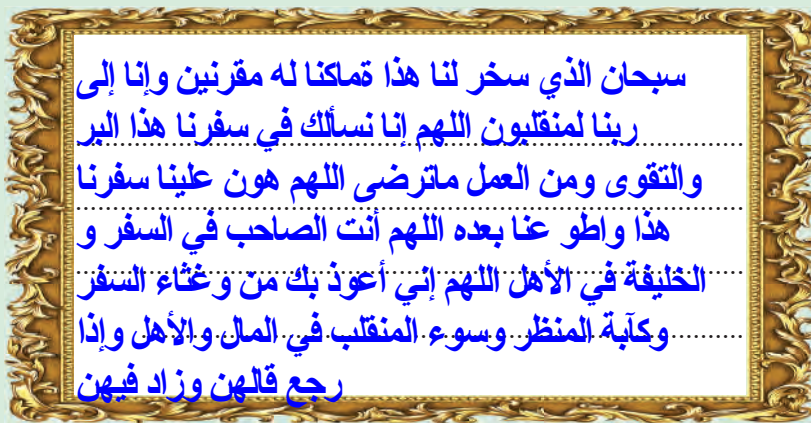 سبحان الذي سخر لنا هذا ةماكنا له مقرنين وإنا إلى
ربنا لمنقلبون اللهم إنا نسألك في سفرنا هذا البر
والتقوى ومن العمل ماترضى اللهم هون علينا سفرنا
هذا واطو عنا بعده اللهم أنت الصاحب في السفر و
الخليفة في الأهل اللهم إني أعوذ بك من وغثاء السفر
وكآبة المنظر وسوء المنقلب في المال والأهل وإذا
رجع قالهن وزاد فيهن